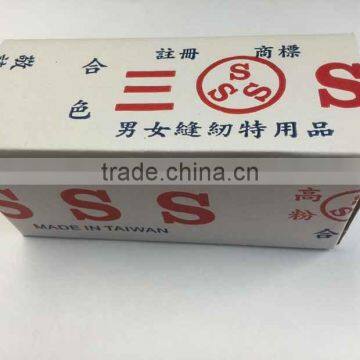 註冊 商標
合 三 SSS S
色
男女縫紉特用品
trade.china.cn
S S S 高
MADE IN TAIWAN 粉
合